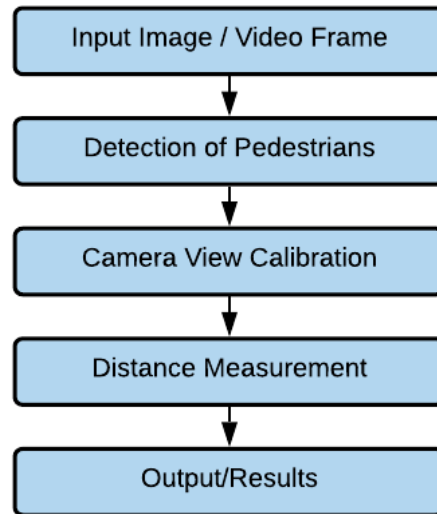 Input Image / Video Frame
Detection of Pedestrians
Camera View Calibration
Distance Measurement
Output/Results